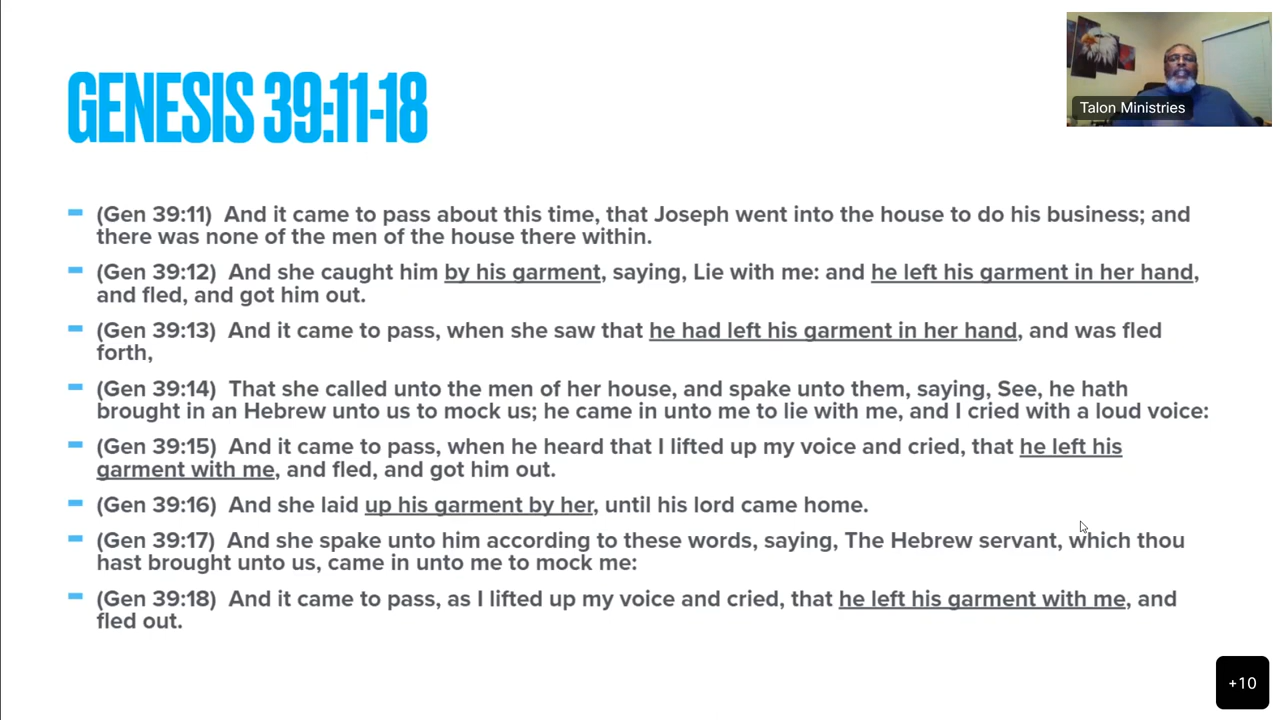 GENESIS 39:11-18
Talon Ministries
(Gen 39:11)  And it came to pass about this time, that Joseph went into the house to do his business; and
there was none of the men of the house there within.
(Gen 39:12)  And she caught him by his garment, saying, Lie with me: and he left his garment in her hand,
and fled, and got him out.
(Gen 39:13)  And it came to pass, when she saw that he had left his garment in her hand, and was fled
forth,
(Gen 39:14)  That she called unto the men of her house, and spake unto them, saying, See, he hath
brought in an Hebrew unto us to mock us; he came in unto me to lie with me, and I cried with a loud voice:
(Gen 39:15)  And it came to pass, when he heard that I lifted up my voice and cried, that he left his
garment with me, and fled, and got him out.
(Gen 39:16)  And she laid up his garment by her, until his lord came home.
(Gen 39:17)  And she spake unto him according to these words, saying, The Hebrew servant, which thou
hast brought unto us, came in unto me to mock me:
(Gen 39:18)  And it came to pass, as I lifted up my voice and cried, that he left his garment with me, and
fled out.
+10